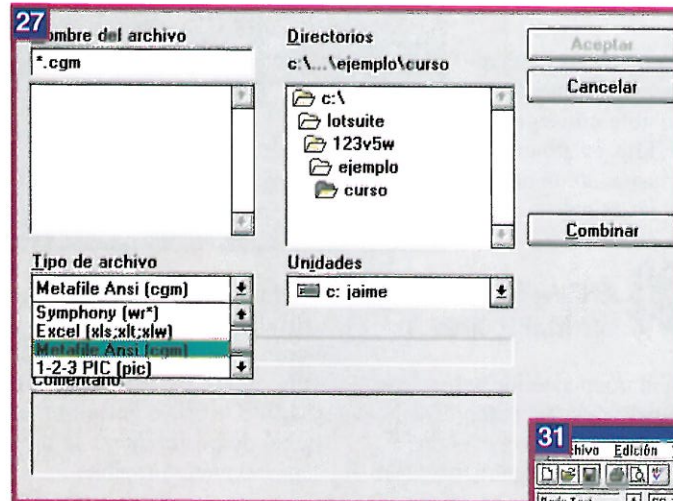 27
ombre del archivo
*.cgm
Directorios
c:\...\ejemplo\curso
c:\
lotsuite
123v5w
ejemplo
curso
Aceptar
Cancelar
Combinar
Tipo de archivo
Metafile Ansi (cgm)
Symphony (wr*)
Excel (xls;xlt;xlw)
Metafile Ansi (cgm)
1-2-3 PIC (pic)
Unidades
c: jaime
Comentario:
31
hivo Edición